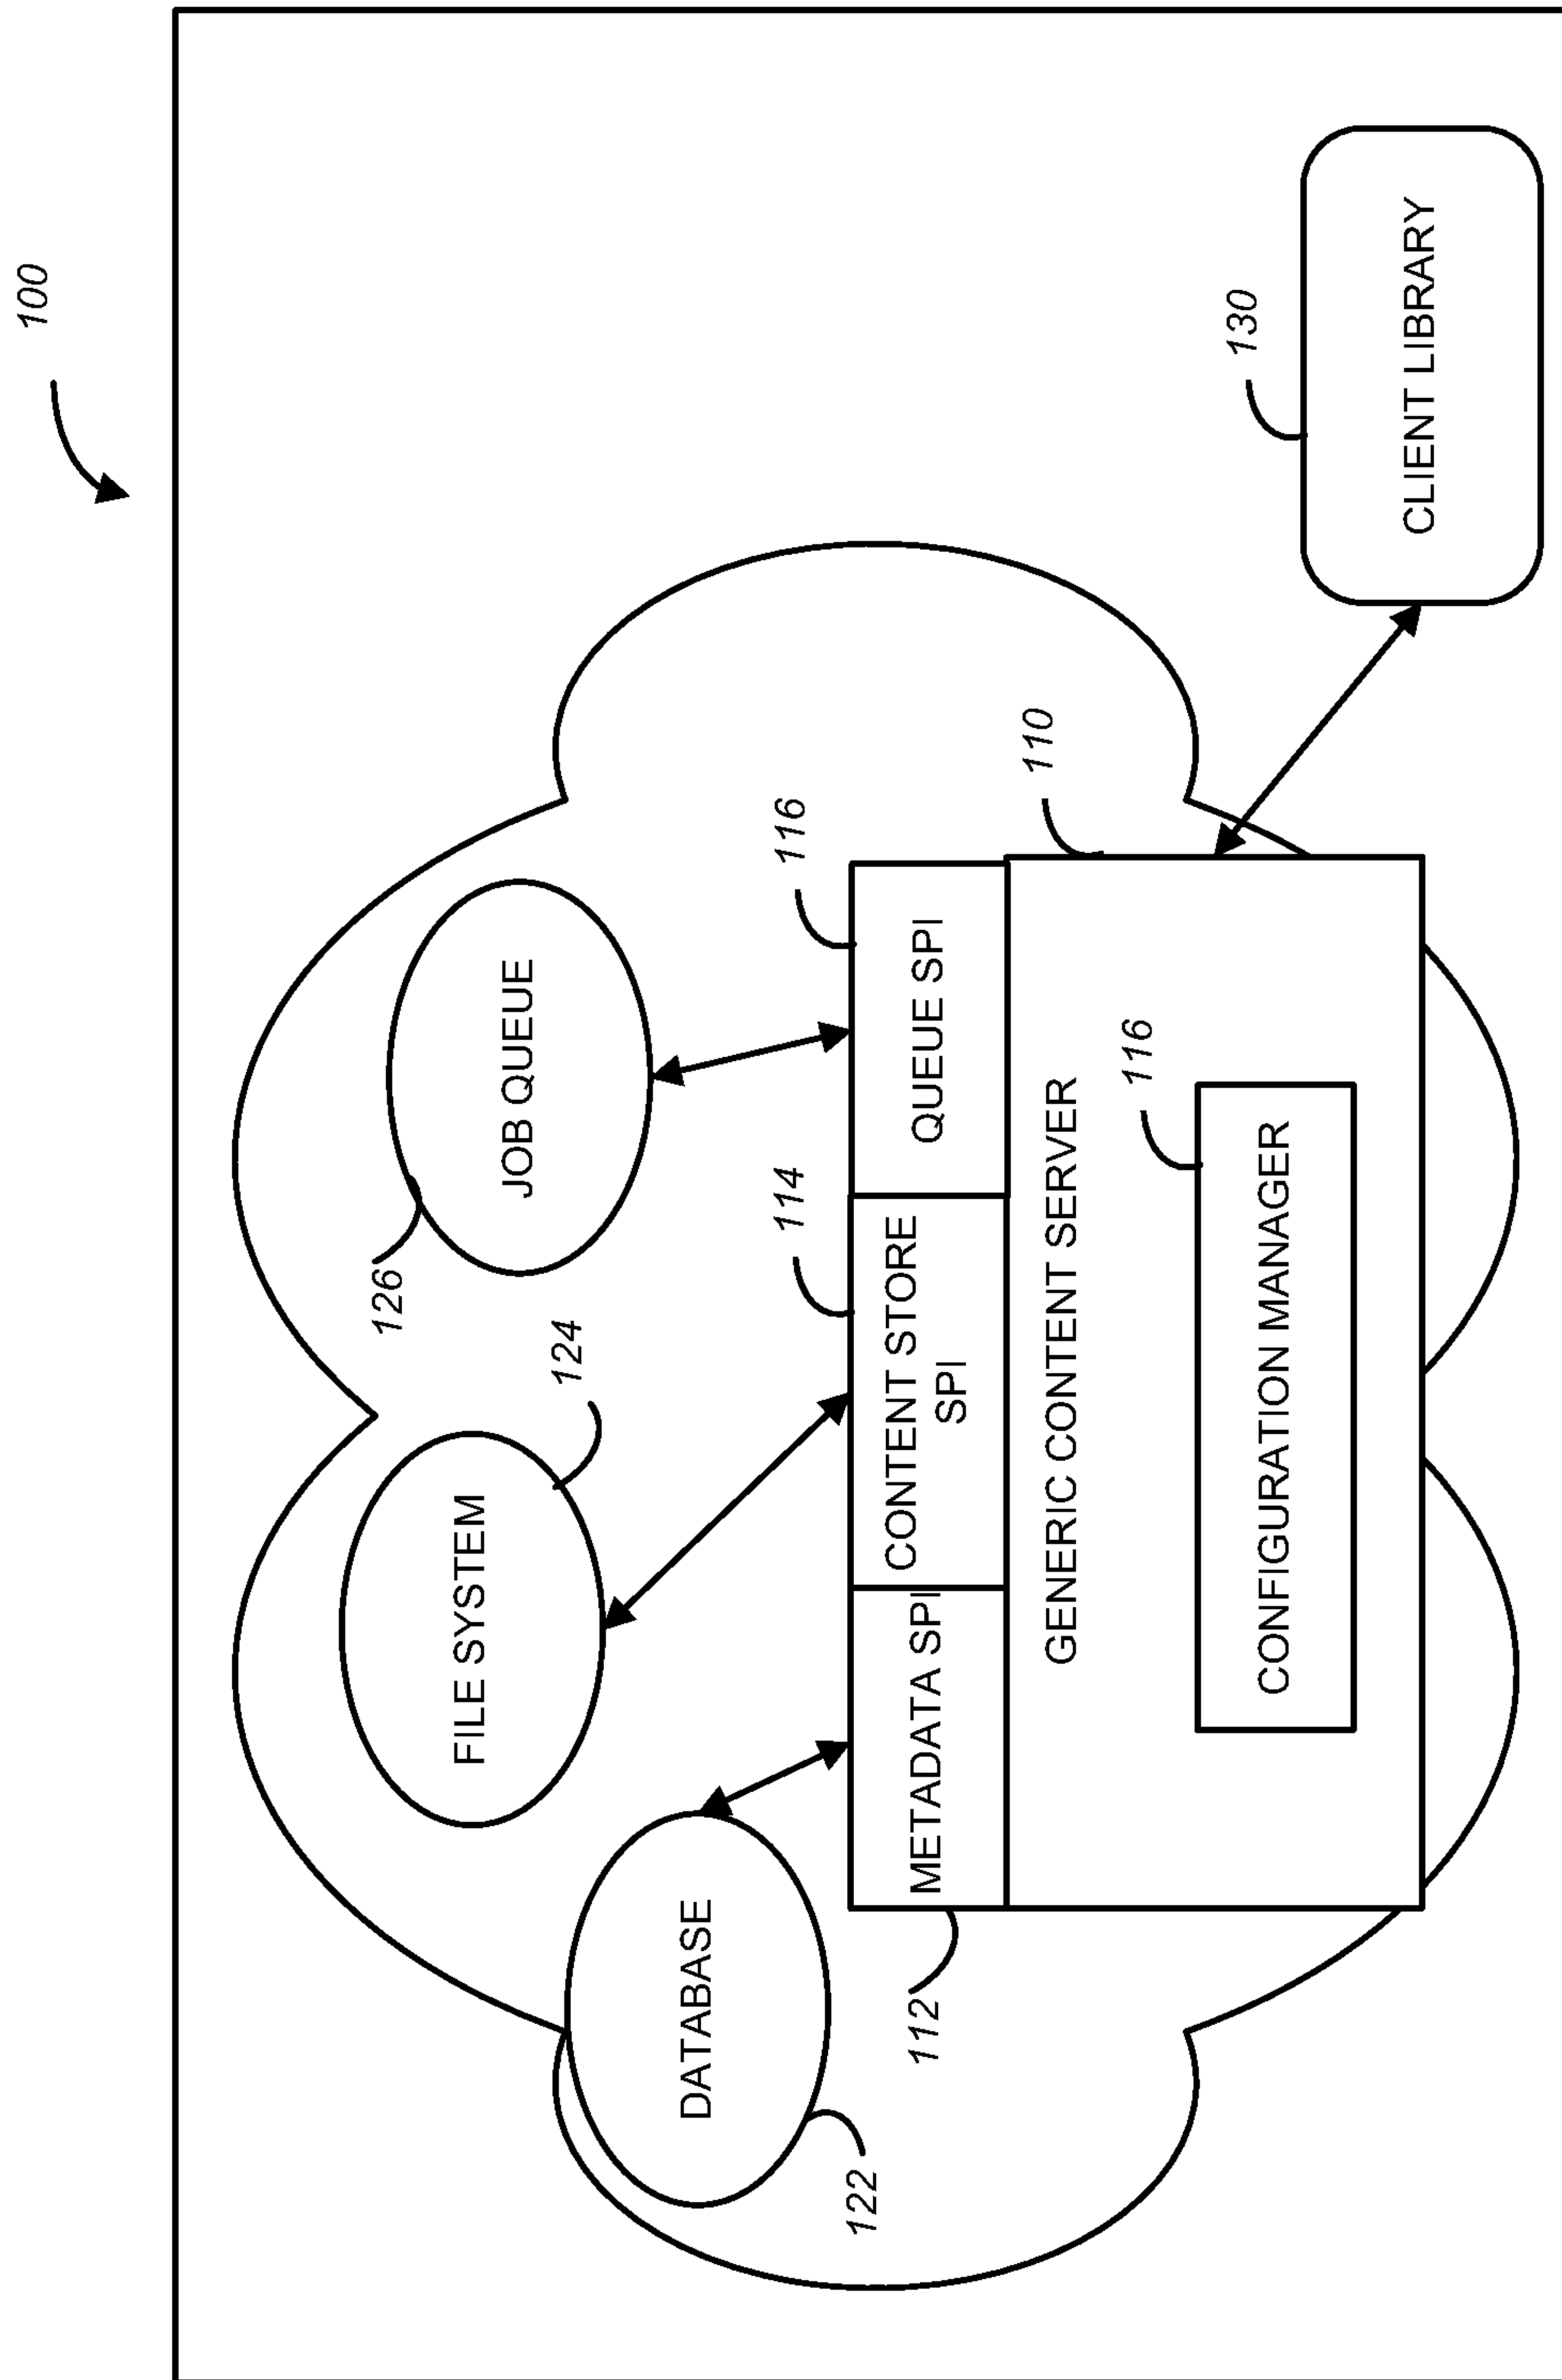 100
JOB QUEUE
126
FILE SYSTEM
124
DATABASE
122
METADATA SPI
112
CONTENT STORE
SPI
114
QUEUE SPI
116
GENERIC CONTENT SERVER
110
CONFIGURATION MANAGER
116
CLIENT LIBRARY
130